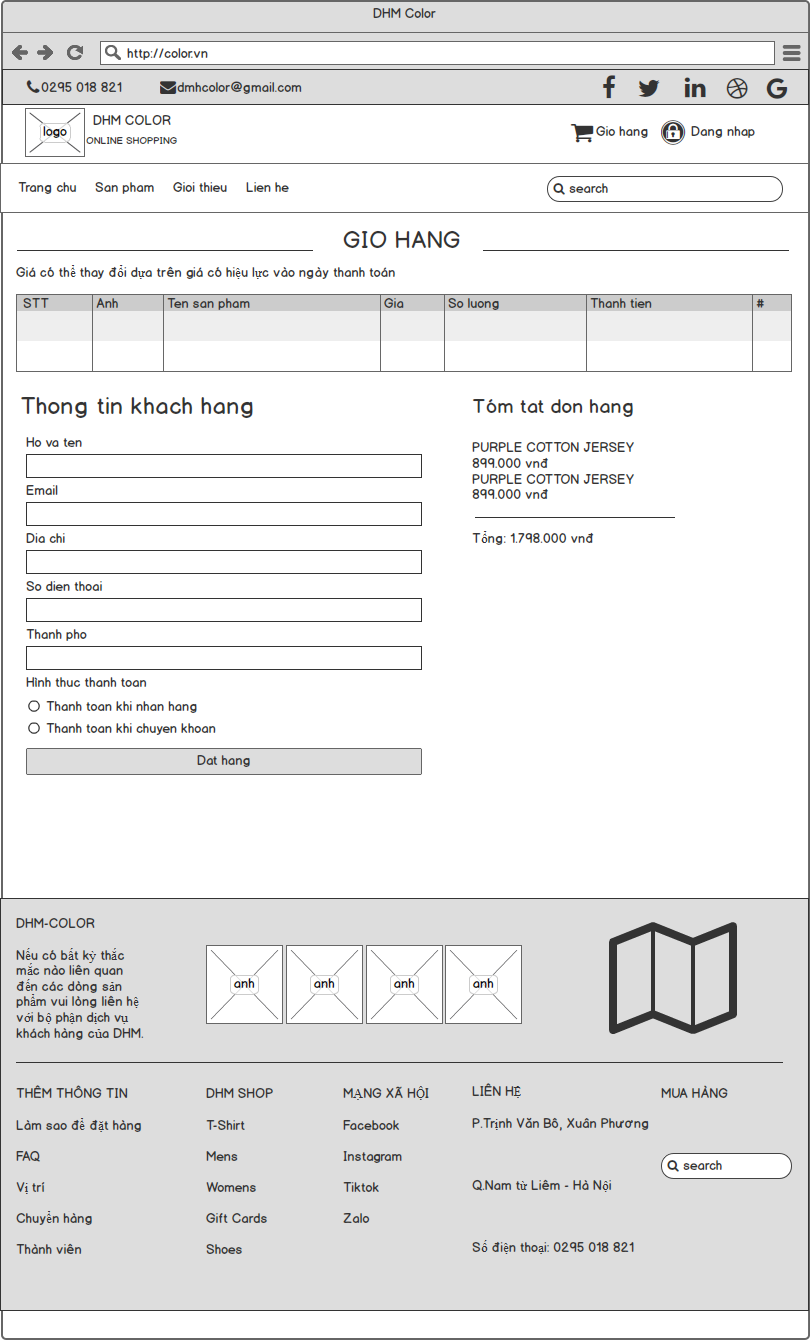 DHM Color
http://color.vn
0295 018 821
dmhcolor@gmail.com
logo
DHM COLOR
ONLINE SHOPPING
Gio hang
Dang nhap
Trang chu
San pham
Gioi thieu
Lien he
search
GIO HANG
Giá có thể thay đổi dựa trên giá có hiệu lực vào ngày thanh toán
STT
Anh
Ten san pham
Gia
So luong
Thanh tien
#
Thong tin khach hang
Tóm tat don hang
Ho va ten
PURPLE COTTON JERSEY
899.000 vnđ
PURPLE COTTON JERSEY
899.000 vnđ
Email
Dia chi
Tổng: 1.798.000 vnđ
So dien thoai
Thanh pho
Hinh thuc thanh toan
Thanh toan khi nhan hang
Thanh toan khi chuyen khoan
Dat hang
DHM-COLOR
Nếu có bất kỳ thắc
mắc nào liên quan
đến các dòng sản
phẩm vui lòng liên hệ
với bộ phận dịch vụ
khách hàng của DHM.
anh
anh
anh
anh
THÊM THÔNG TIN
Làm sao để đặt hàng
FAQ
Vị trí
Chuyển hàng
Thành viên
DHM SHOP
T-Shirt
Mens
Womens
Gift Cards
Shoes
MẠNG XÃ HỘI
Facebook
Instagram
Tiktok
Zalo
LIÊN HỆ
P.Trịnh Văn Bô, Xuân Phương
Q.Nam từ Liêm - Hà Nội
Số điện thoại: 0295 018 821
MUA HÀNG
search